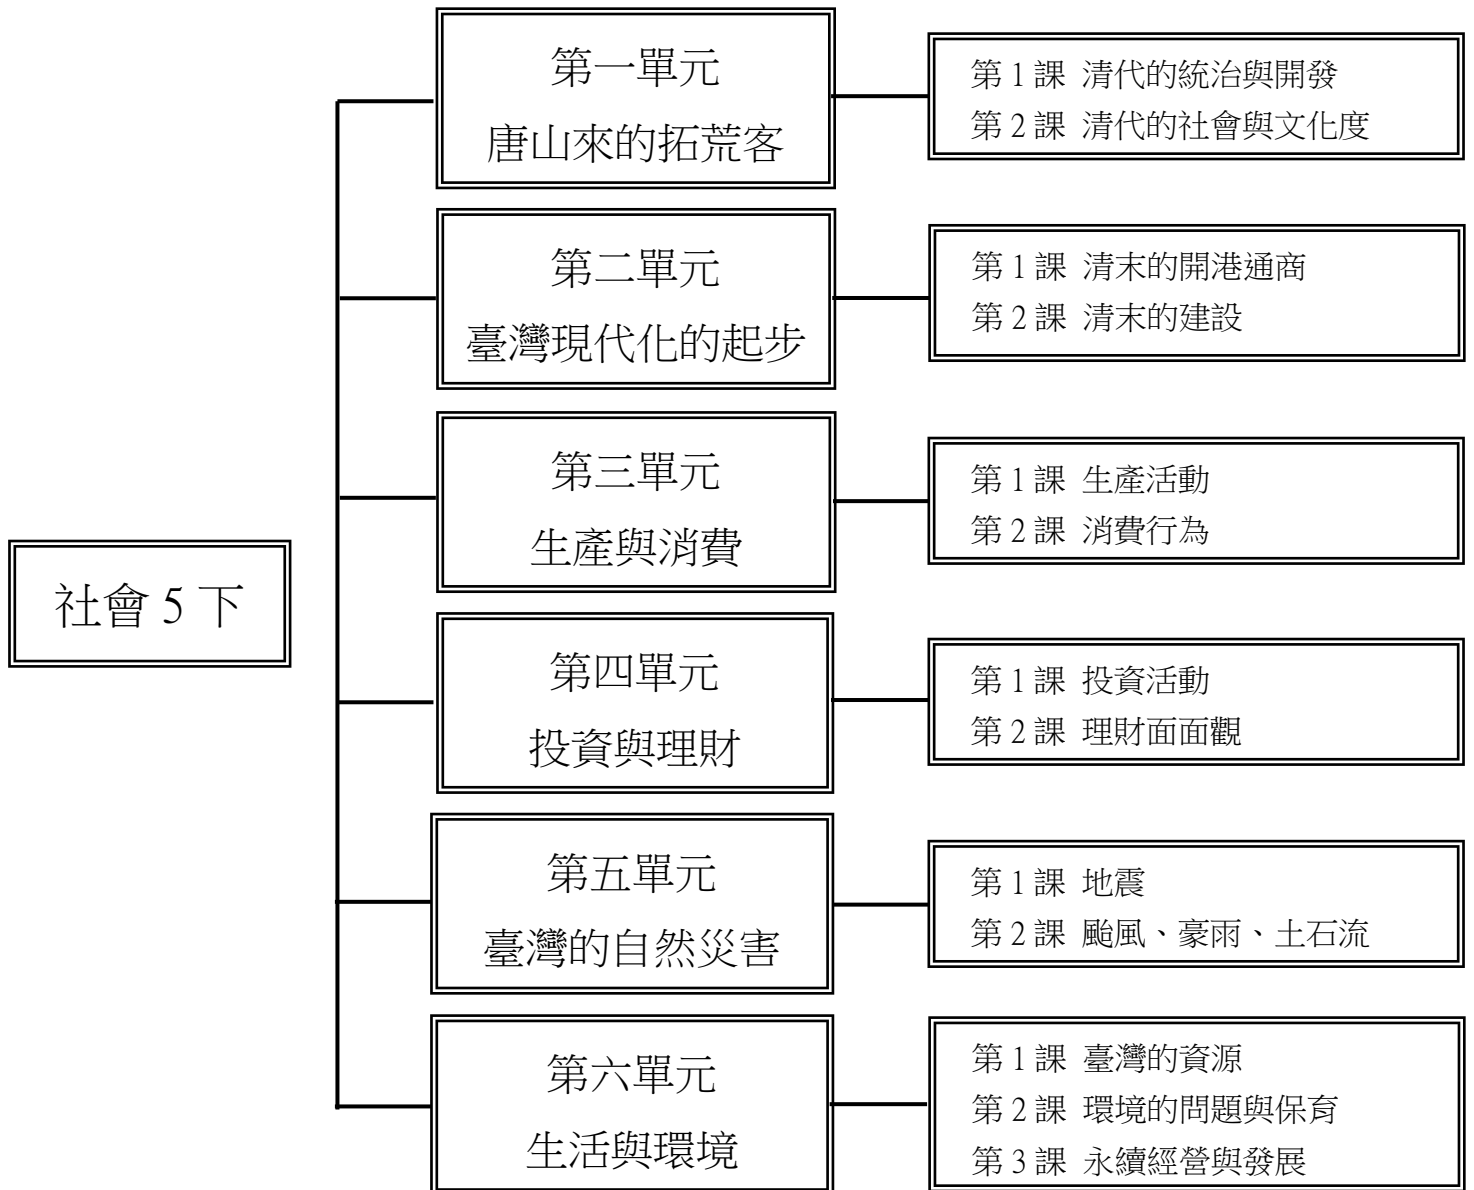 社會 5 下
第一單元
唐山來的拓荒客
第 1 課 清代的統治與開發
第 2 課 清代的社會與文化度
第二單元
臺灣現代化的起步
第 1 課 清末的開港通商
第 2 課 清末的建設
第三單元
生產與消費
第 1 課 生產活動
第 2 課 消費行為
第四單元
投資與理財
第 1 課 投資活動
第 2 課 理財面面觀
第五單元
臺灣的自然災害
第 1 課 地震
第 2 課 颱風、豪雨、土石流
第六單元
生活與環境
第 1 課 臺灣的資源
第 2 課 環境的問題與保育
第 3 課 永續經營與發展